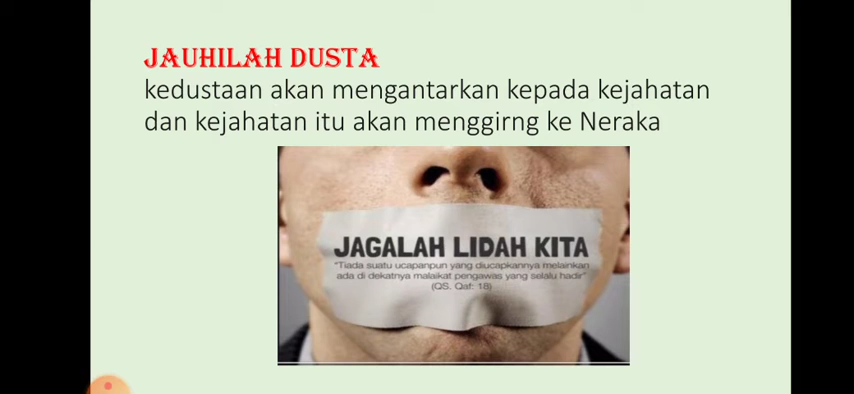 JAUHILAH DUSTA
kedustaan akan mengantarkan kepada kejahatan
dan kejahatan itu akan menggirng ke Neraka
JAGALAH LIDAH KITA
"Tiada suatu ucapanpun yang diucapkannya melainkan
ada di dekatnya malaikat pengawas yang selalu hadir"
(QS. Qaf: 18)